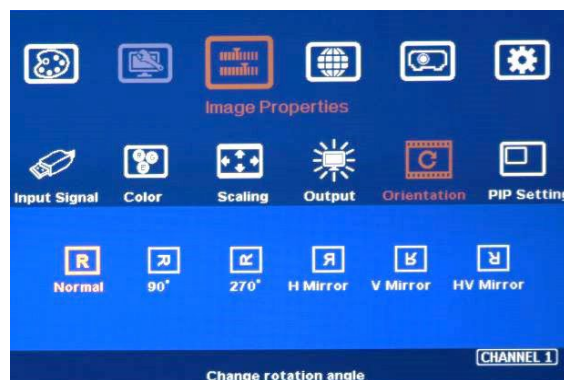 Image Properties
Input Signal Color Scaling Output Orientation PIP Setting
R
Normal 90° 270° H Mirror V Mirror HV Mirror
CHANNEL 1
Change rotation angle